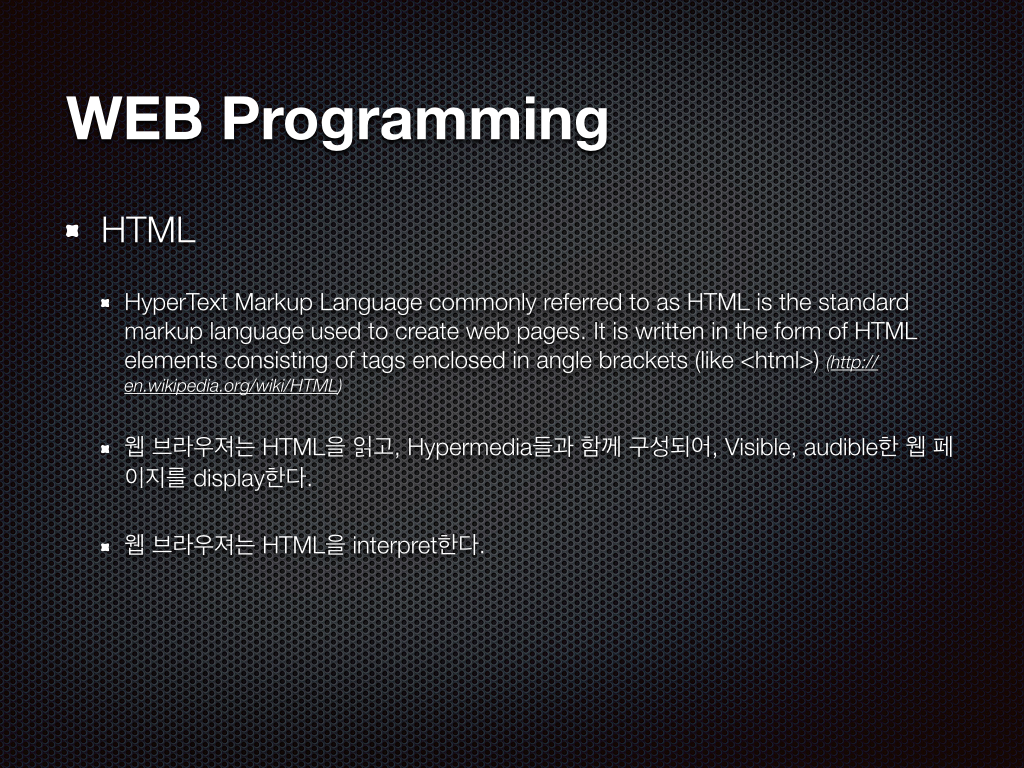 WEB Programming
HTML
HyperText Markup Language commonly referred to as HTML is the standard
markup language used to create web pages. It is written in the form of HTML
elements consisting of tags enclosed in angle brackets (like <html>) (http://
en.wikipedia.org/wiki/HTML)
웹 브라우져는 HTML을 읽고, Hypermedia들과 함께 구성되어, Visible, audible한 웹 페
이지를 display한다.
웹 브라우져는 HTML을 interpret한다.